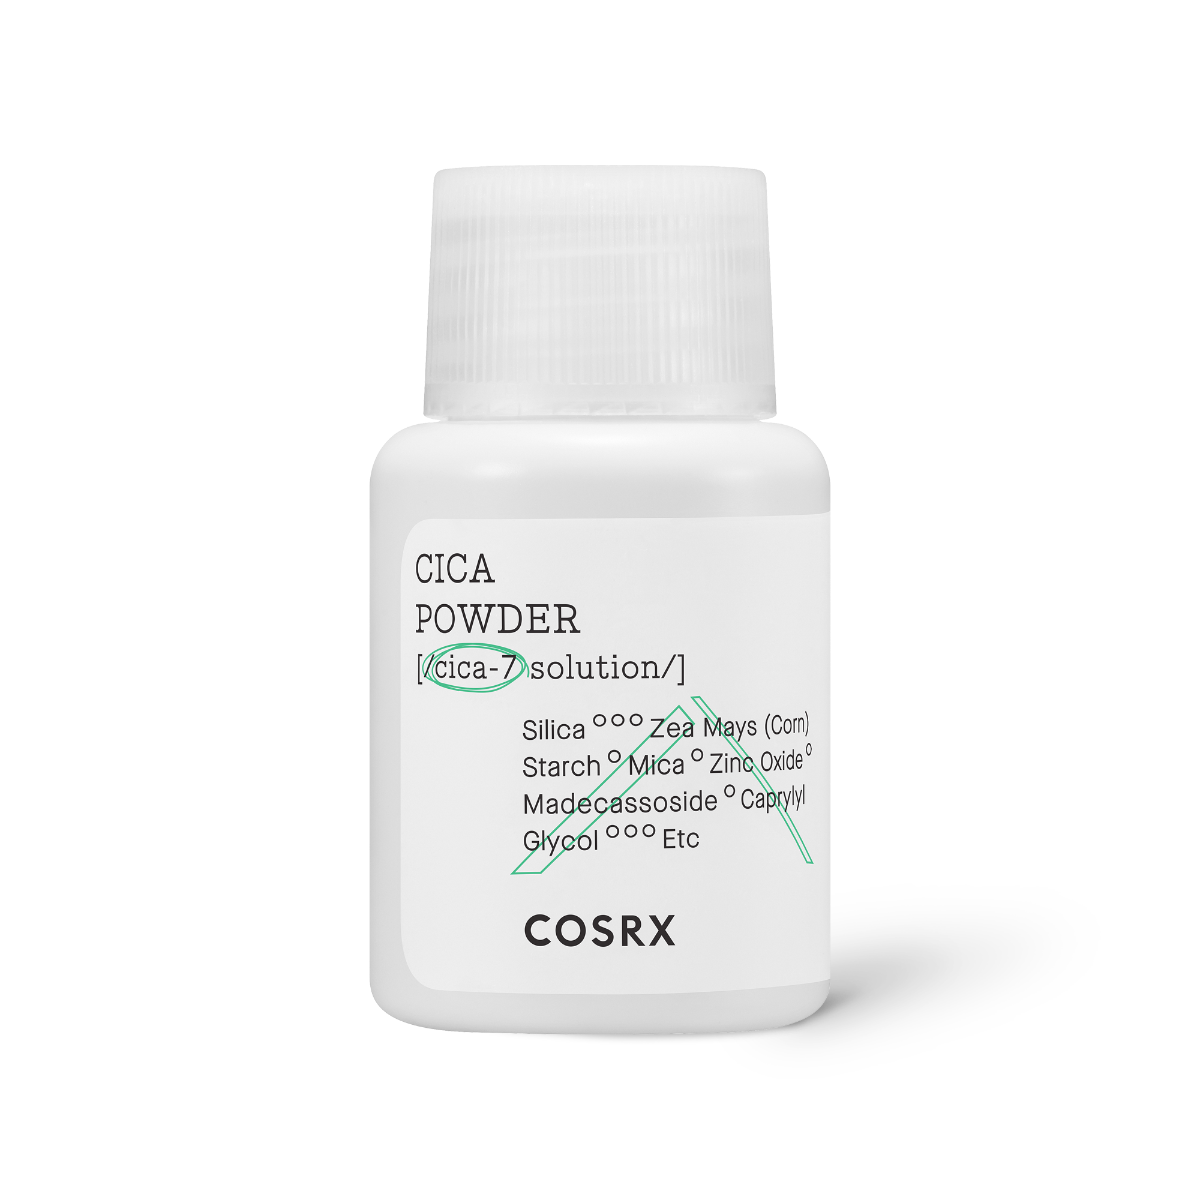 CICA
POWDER
[/cica-7 solution/]
Silica °°° Zea Mays (Corn)
Starch ° Mica ° Zinc Oxide °
Madecassoside ° Caprylyl
Glycol °°° Etc
COSRX